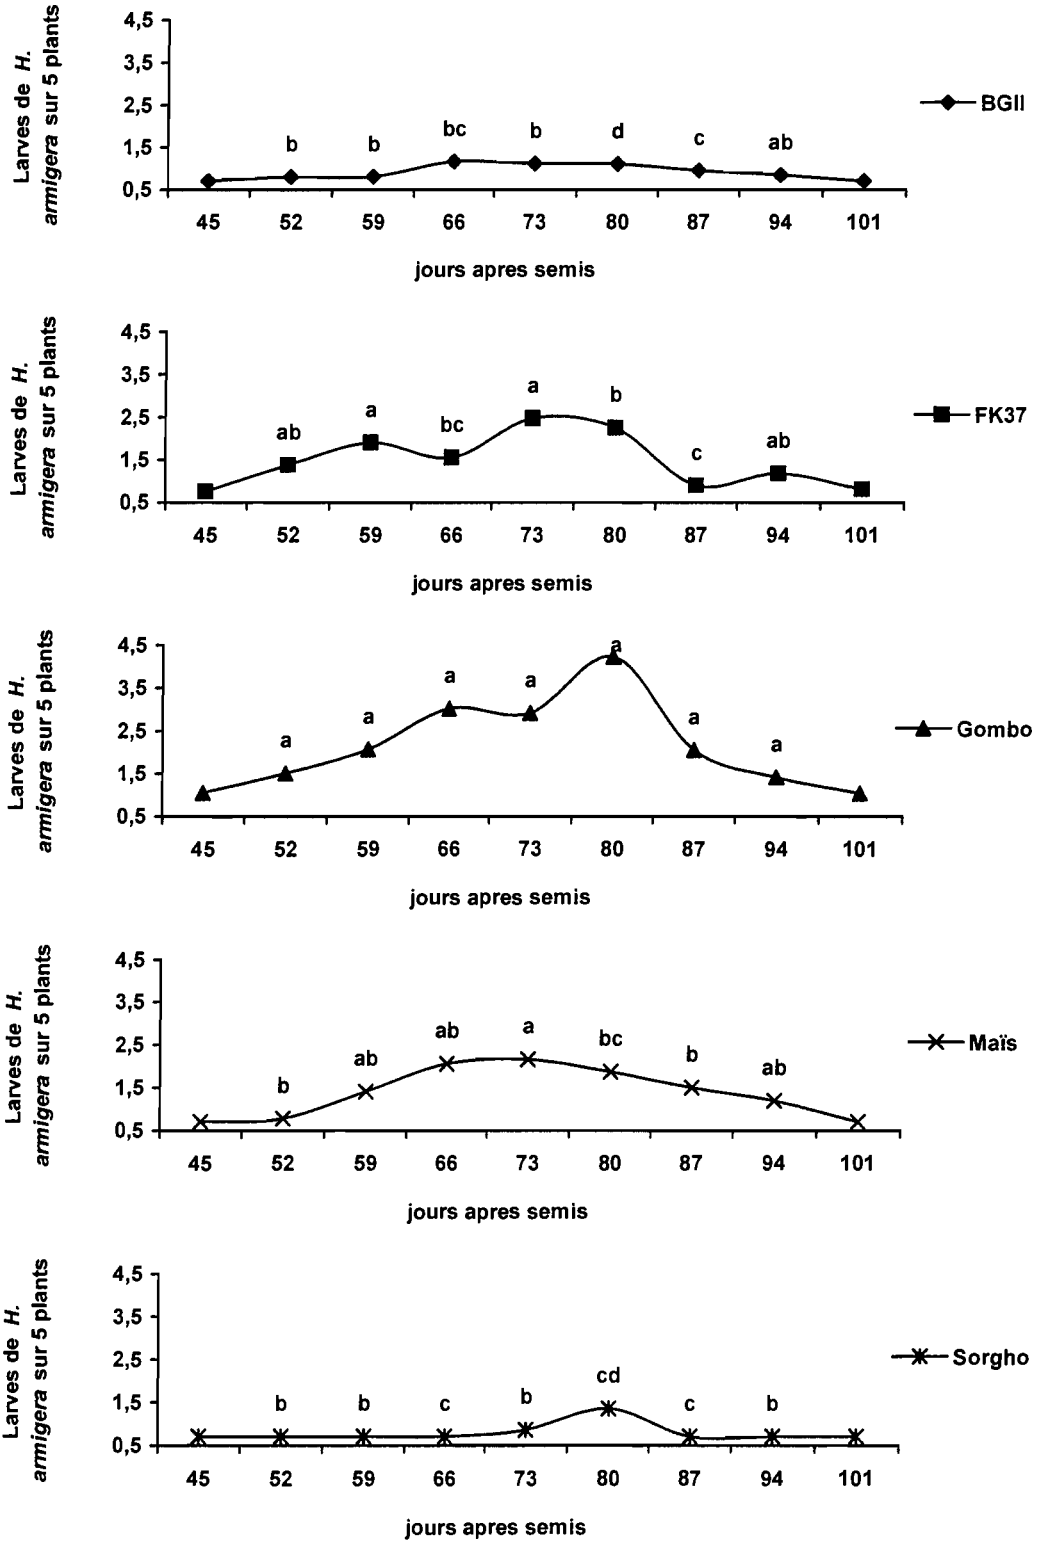 Larves de H.
armigera sur 5 plants
4,5
3,5
2,5
1,5
0,5
b b bc b d c ab
BGII
45 52 59 66 73 80 87 94 101
jours apres semis
Larves de H.
armigera sur 5 plants
4,5
3,5
2,5
1,5
0,5
ab a bc a b c ab
FK37
45 52 59 66 73 80 87 94 101
jours apres semis
Larves de H.
armigera sur 5 plants
4,5
3,5
2,5
1,5
0,5
a a a a a a a
Gombo
45 52 59 66 73 80 87 94 101
jours apres semis
Larves de H.
armigera sur 5 plants
4,5
3,5
2,5
1,5
0,5
b ab ab a bc b ab
Maïs
45 52 59 66 73 80 87 94 101
jours apres semis
Larves de H.
armigera sur 5 plants
4,5
3,5
2,5
1,5
0,5
b b c b cd c b
Sorgho
45 52 59 66 73 80 87 94 101
jours apres semis